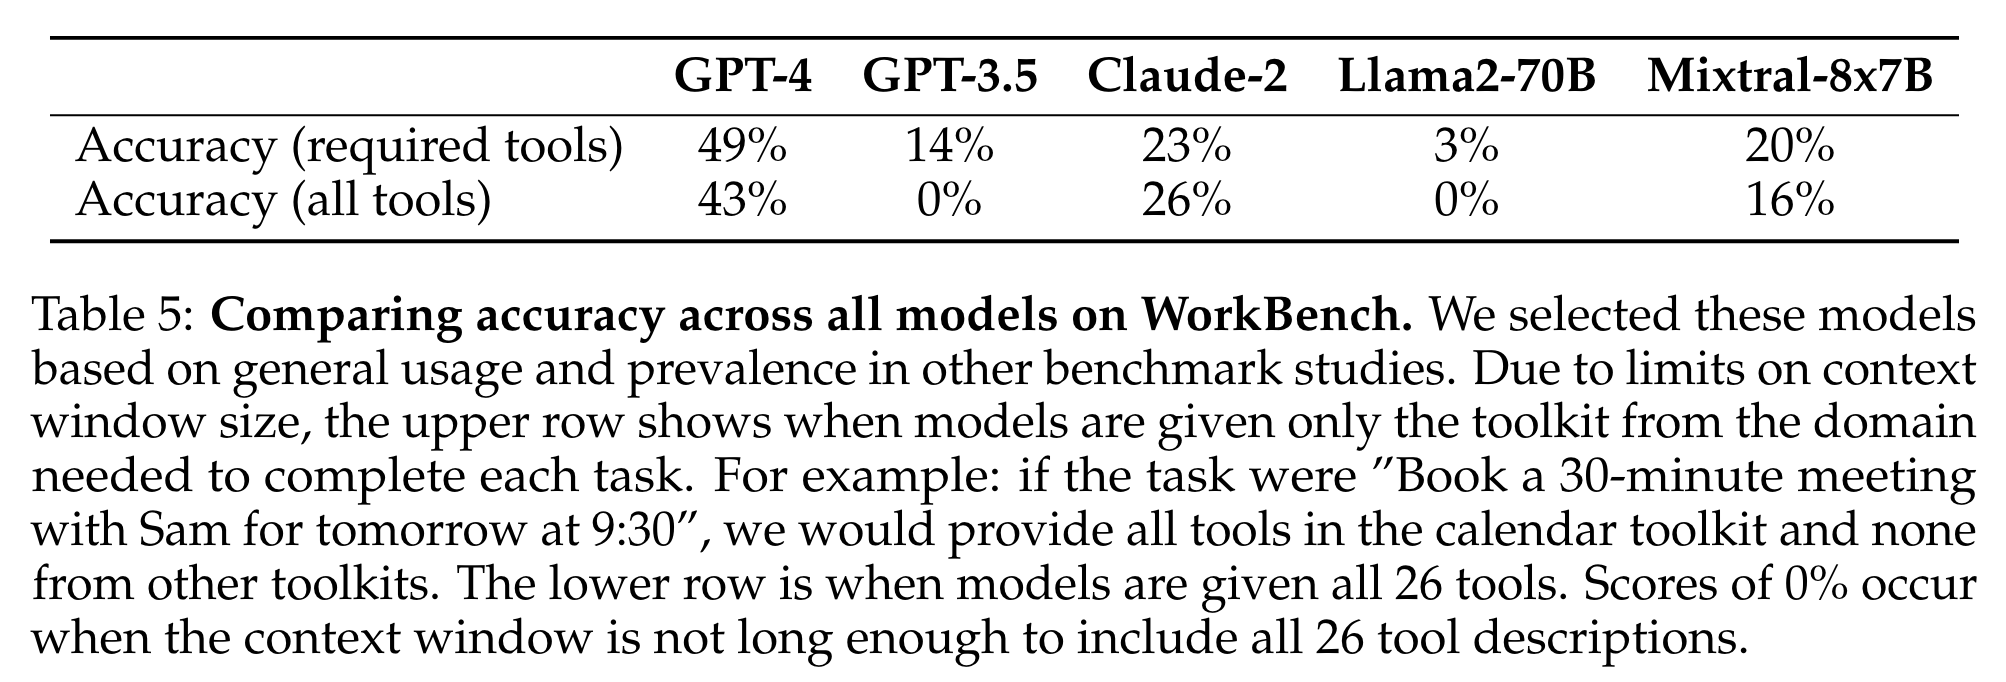 GPT-4 GPT-3.5 Claude-2 Llama2-70B Mixtral-8x7B
Accuracy (required tools) 49% 14% 23% 3% 20%
Accuracy (all tools) 43% 0% 26% 0% 16%
Table 5: Comparing accuracy across all models on WorkBench. We selected these models
based on general usage and prevalence in other benchmark studies. Due to limits on context
window size, the upper row shows when models are given only the toolkit from the domain
needed to complete each task. For example: if the task were ”Book a 30-minute meeting
with Sam for tomorrow at 9:30”, we would provide all tools in the calendar toolkit and none
from other toolkits. The lower row is when models are given all 26 tools. Scores of 0% occur
when the context window is not long enough to include all 26 tool descriptions.